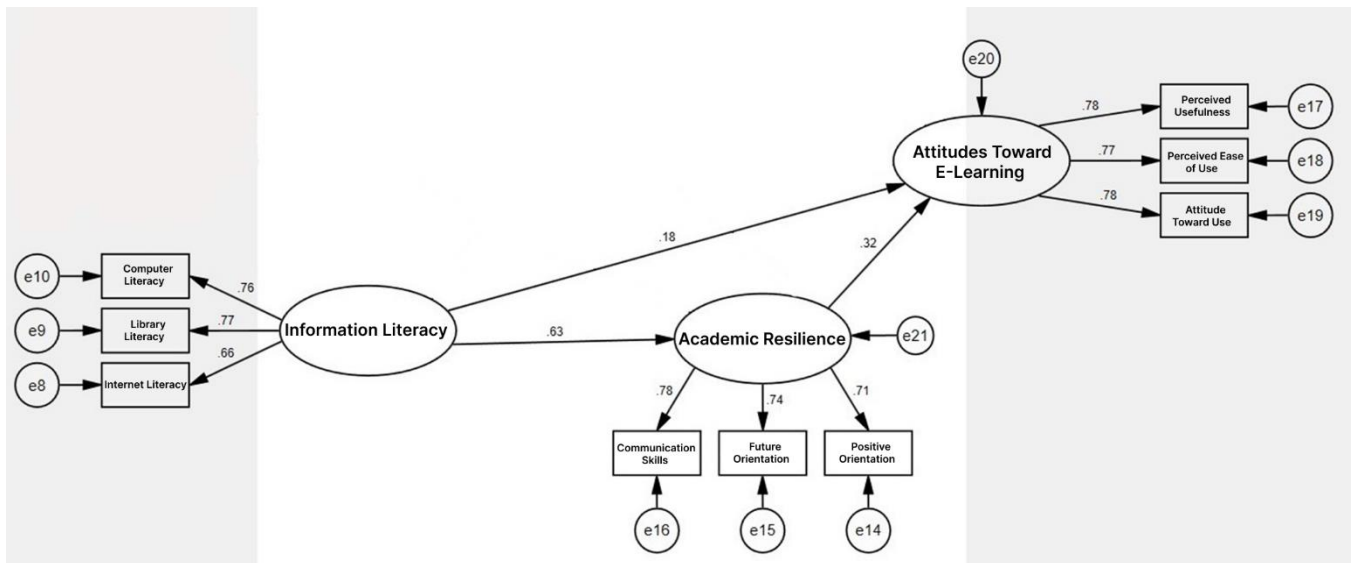 e20
.78
Perceived
Usefulness
e17
Attitudes Toward
E-Learning
.77
Perceived Ease
of Use
e18
.78
Attitude
Toward Use
e19
.18
.32
e10
Computer
Literacy
.76
e9
Library
Literacy
.77
Information Literacy
.63
Academic Resilience
e21
e8
Internet Literacy
.66
.78
.74
.71
Communication
Skills
Future
Orientation
Positive
Orientation
e16
e15
e14